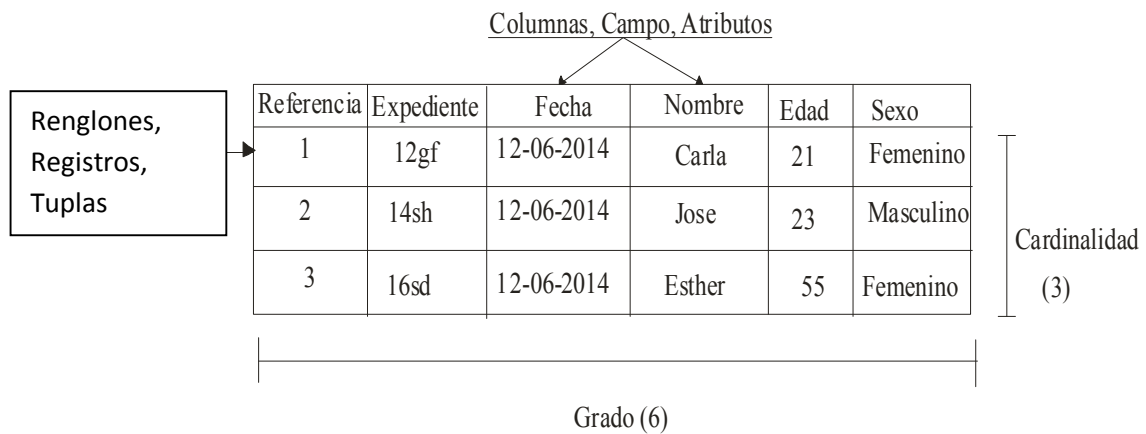 Columnas, Campo, Atributos
Renglones,
Registros,
Tuplas
Referencia Expediente Fecha Nombre Edad Sexo
1 12gf 12-06-2014 Carla 21 Femenino
2 14sh 12-06-2014 Jose 23 Masculino
3 16sd 12-06-2014 Esther 55 Femenino
Cardinalidad
(3)
Grado (6)